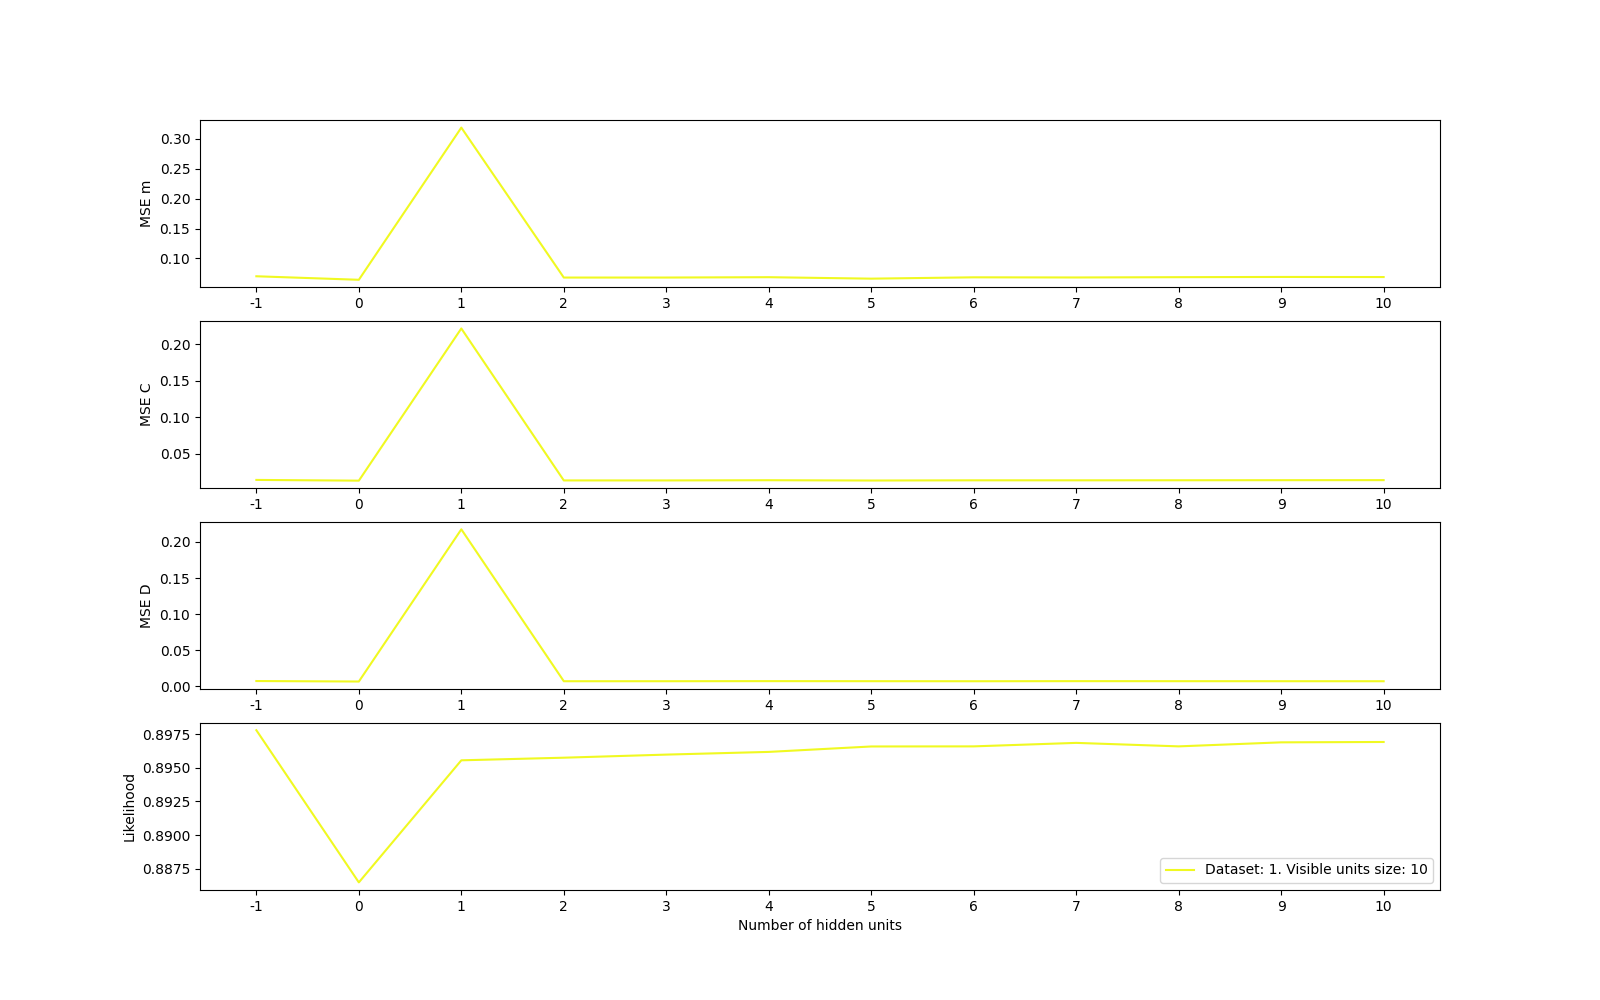 0.30
0.25
0.20
0.15
0.10
MSE m
-1 0 1 2 3 4 5 6 7 8 9 10
0.20
0.15
0.10
0.05
MSE C
-1 0 1 2 3 4 5 6 7 8 9 10
0.20
0.15
0.10
0.05
0.00
MSE D
-1 0 1 2 3 4 5 6 7 8 9 10
0.8975
0.8950
0.8925
0.8900
0.8875
Likelihood
Dataset: 1. Visible units size: 10
-1 0 1 2 3 4 5 6 7 8 9 10
Number of hidden units